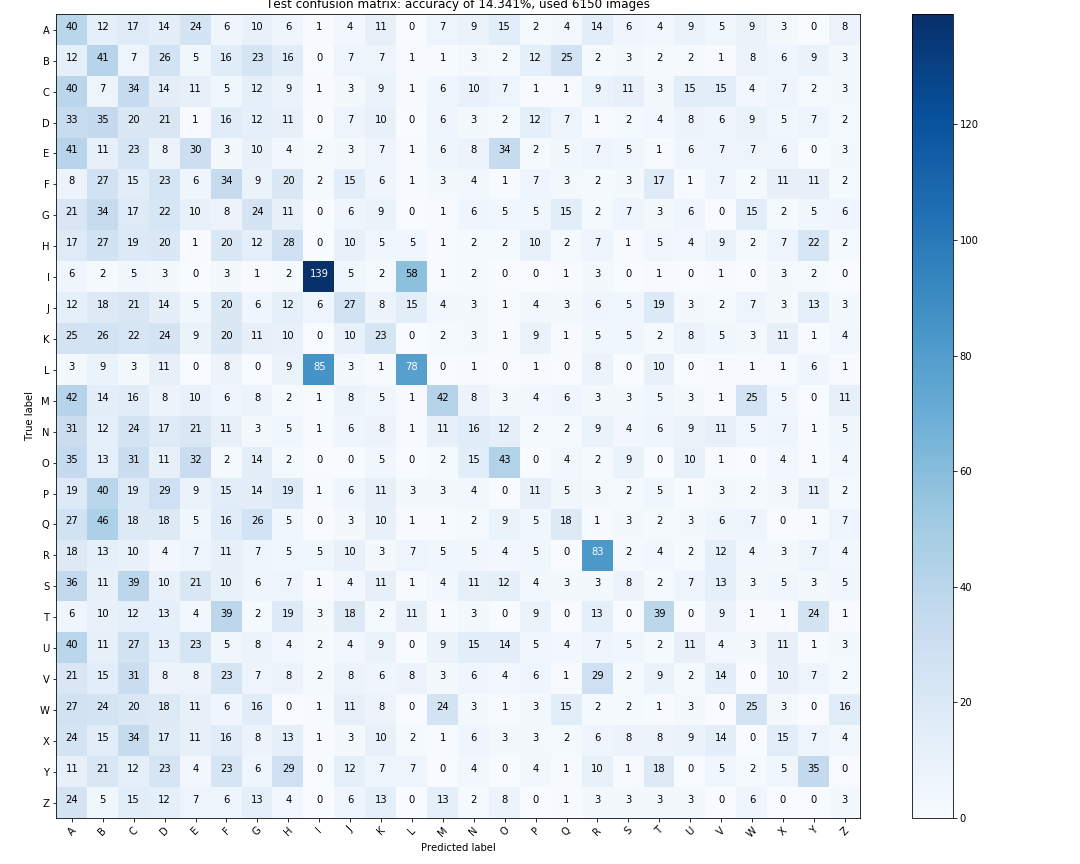 Test confusion matrix: accuracy of 14.341%, used 6150 images
A 40 12 17 14 24 6 10 6 1 4 11 0 7 9 15 2 4 14 6 4 9 5 9 3 0 8
B 12 41 7 26 5 16 23 16 0 7 7 1 1 3 2 12 25 2 3 2 2 1 8 6 9 3
C 40 7 34 14 11 5 12 9 1 3 9 1 6 10 7 1 1 9 11 3 15 15 4 7 2 3
D 33 35 20 21 1 16 12 11 0 7 10 0 6 3 2 12 7 1 2 4 8 6 9 5 7 2
E 41 11 23 8 30 3 10 4 2 3 7 1 6 8 34 2 5 7 5 1 6 7 7 6 0 3
F 8 27 15 23 6 34 9 20 2 15 6 1 3 4 1 7 3 2 3 17 1 7 2 11 11 2
G 21 34 17 22 10 8 24 11 0 6 9 0 1 6 5 5 15 2 7 3 6 0 15 2 5 6
H 17 27 19 20 1 20 12 28 0 10 5 5 1 2 2 10 2 7 1 5 4 9 2 7 22 2
I 6 2 5 3 0 3 1 2 139 5 2 58 1 2 0 0 1 3 0 1 0 1 0 3 2 0
J 12 18 21 14 5 20 6 12 6 27 8 15 4 3 1 4 3 6 5 19 3 2 7 3 13 3
K 25 26 22 24 9 20 11 10 0 10 23 0 2 3 1 9 1 5 5 2 8 5 3 11 1 4
L 3 9 3 11 0 8 0 9 85 3 1 78 0 1 0 1 0 8 0 10 0 1 1 1 6 1
M 42 14 16 8 10 6 8 2 1 8 5 1 42 8 3 4 6 3 3 5 3 1 25 5 0 11
N 31 12 24 17 21 11 3 5 1 6 8 1 11 16 12 2 2 9 4 6 9 11 5 7 1 5
O 35 13 31 11 32 2 14 2 0 0 5 0 2 15 43 0 4 2 9 0 10 1 0 4 1 4
P 19 40 19 29 9 15 14 19 1 6 11 3 3 4 0 11 5 3 2 5 1 3 2 3 11 2
Q 27 46 18 18 5 16 26 5 0 3 10 1 1 2 9 5 18 1 3 2 3 6 7 0 1 7
R 18 13 10 4 7 11 7 5 5 10 3 7 5 5 4 5 0 83 2 4 2 12 4 3 7 4
S 36 11 39 10 21 10 6 7 1 4 11 1 4 11 12 4 3 3 8 2 7 13 3 5 3 5
T 6 10 12 13 4 39 2 19 3 18 2 11 1 3 0 9 0 13 0 39 0 9 1 1 24 1
U 40 11 27 13 23 5 8 4 2 4 9 0 9 15 14 5 4 7 5 2 11 4 3 11 1 3
V 21 15 31 8 8 23 7 8 2 8 6 8 3 6 4 6 1 29 2 9 2 14 0 10 7 2
W 27 24 20 18 11 6 16 0 1 11 8 0 24 3 1 3 15 2 2 1 3 0 25 3 0 16
X 24 15 34 17 11 16 8 13 1 3 10 2 1 6 3 3 2 6 8 8 9 14 0 15 7 4
Y 11 21 12 23 4 23 6 29 0 12 7 7 0 4 0 4 1 10 1 18 0 5 2 5 35 0
Z 24 5 15 12 7 6 13 4 0 6 13 0 13 2 8 0 1 3 3 3 3 0 6 0 0 3
A B C D E F G H I J K L M N O P Q R S T U V W X Y Z
True label
Predicted label
120
100
80
60
40
20
0